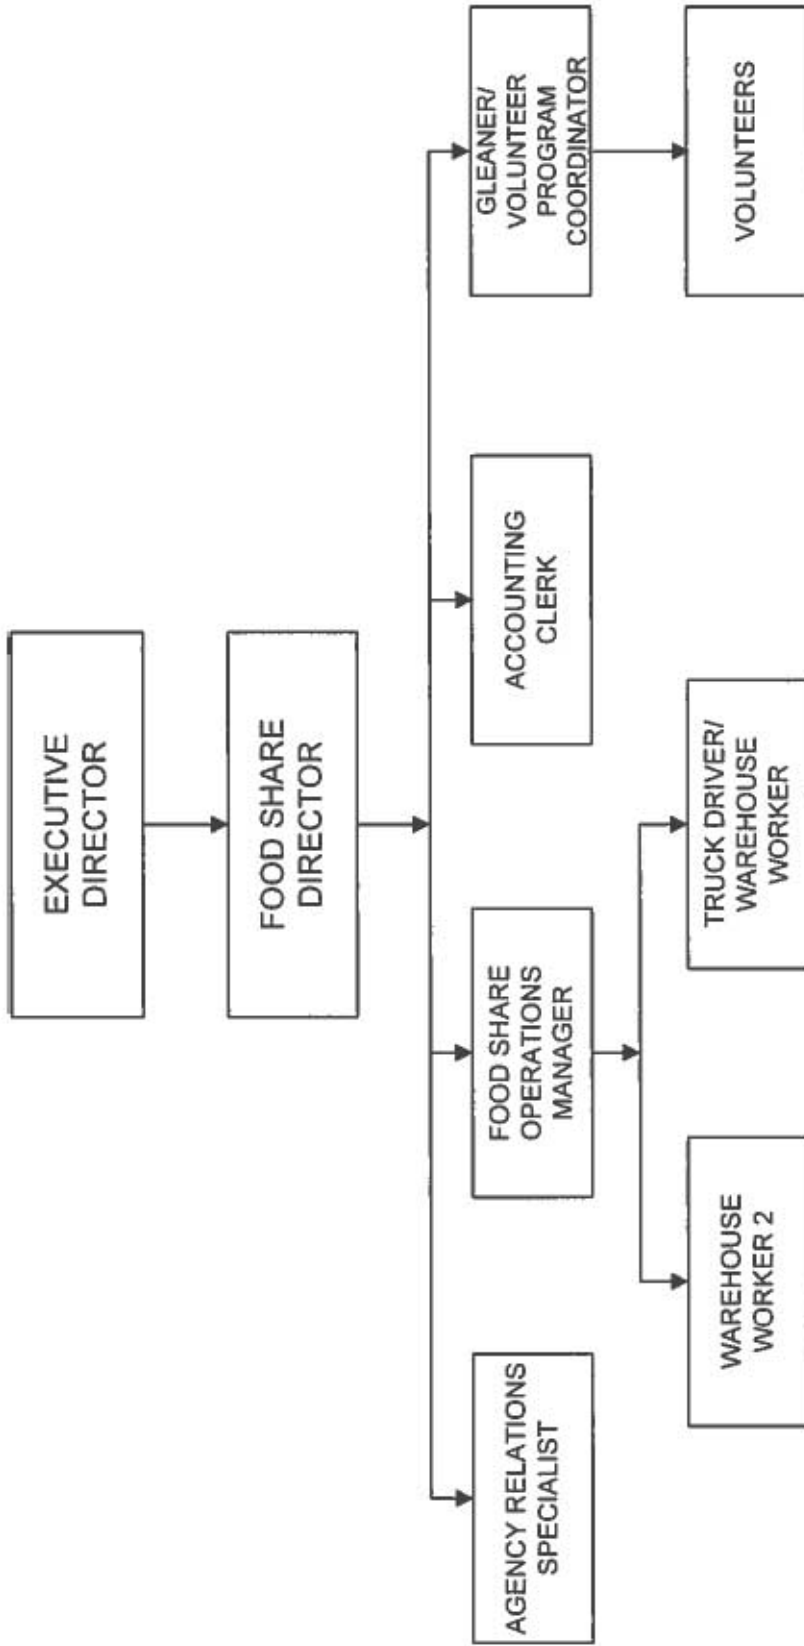 EXECUTIVE
DIRECTOR
FOOD SHARE
DIRECTOR
AGENCY RELATIONS
SPECIALIST
FOOD SHARE
OPERATIONS
MANAGER
ACCOUNTING
CLERK
GLEANER/
VOLUNTEER
PROGRAM
COORDINATOR
WAREHOUSE
WORKER 2
TRUCK DRIVER/
WAREHOUSE
WORKER
VOLUNTEERS